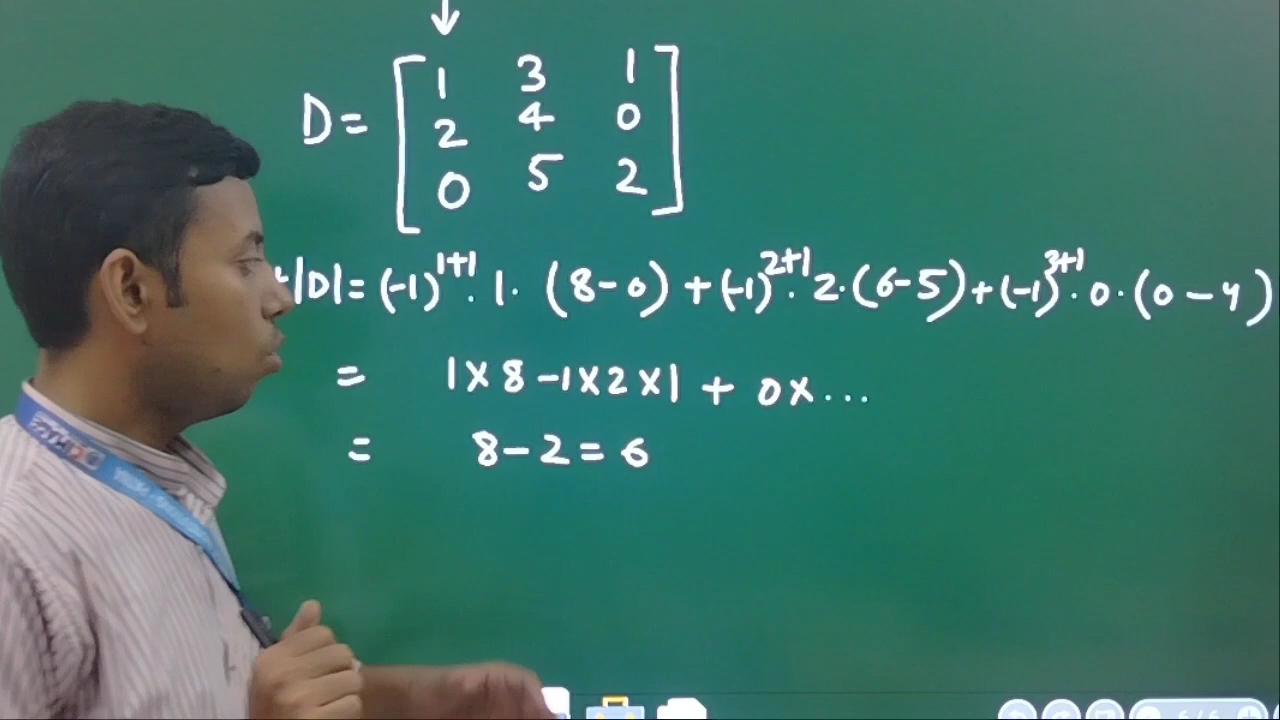 D = [ 1 3 1
2 4 0
0 5 2 ]
|D| = (-1)^1+1 . 1 . (8-0) + (-1)^2+1 . 2 . (6-5) + (-1)^3+1 . 0 . (0-4)
= 1×8-1×2×1 + 0×...
= 8-2=6